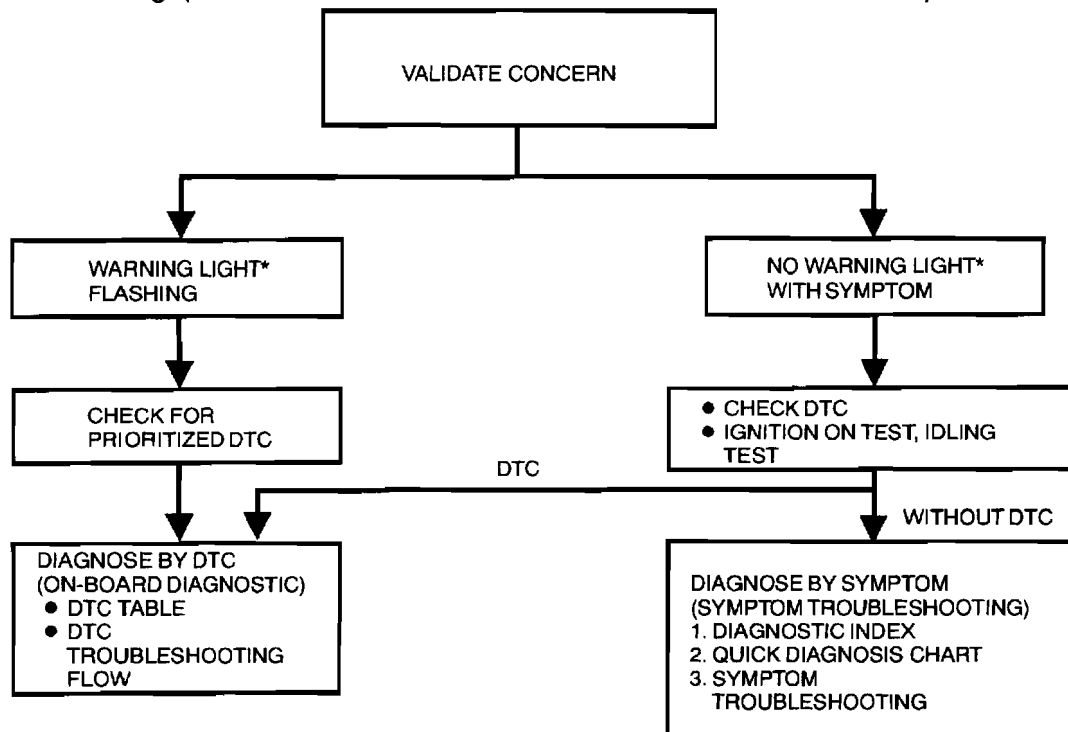 VALIDATE CONCERN
WARNING LIGHT*
FLASHING
NO WARNING LIGHT*
WITH SYMPTOM
CHECK FOR
PRIORITIZED DTC
● CHECK DTC
● IGNITION ON TEST, IDLING
TEST
DTC
WITHOUT DTC
DIAGNOSE BY DTC
(ON-BOARD DIAGNOSTIC)
● DTC TABLE
● DTC
TROUBLESHOOTING
FLOW
DIAGNOSE BY SYMPTOM
(SYMPTOM TROUBLESHOOTING)
1. DIAGNOSTIC INDEX
2. QUICK DIAGNOSIS CHART
3. SYMPTOM
TROUBLESHOOTING